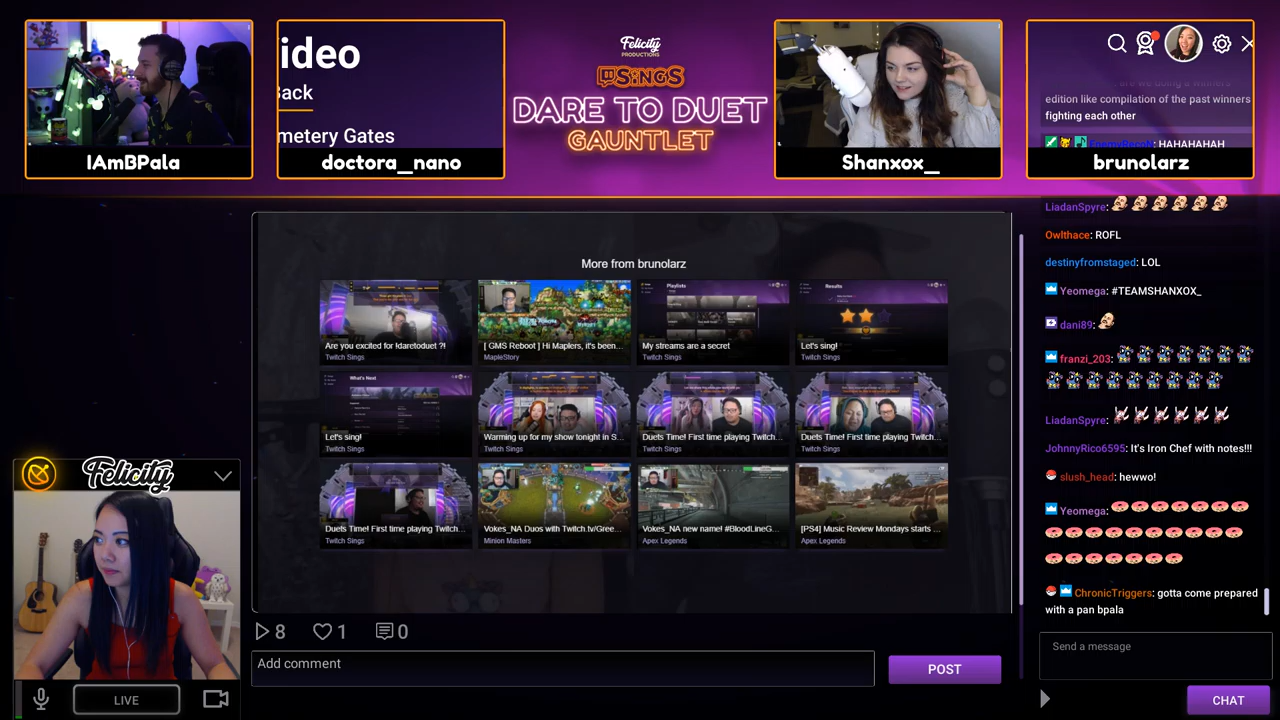 IAmBPala
ideo
Back
metery Gates
doctora__nano
Felicity
PRODUCTIONS
SINGS
DARE TO DUET
GAUNTLET
Shanxox_
edition like compilation of the past winners
fighting each other
HAHAHAHAH
brunolarz
More from brunolarz
Are you excited for !daretoduet ?!
Twitch Sings
[ GMS Reboot ] Hi Maplers, it's been...
MapleStory
Playlists
My streams are a secret
Twitch Sings
Results
Let's sing!
Twitch Sings
What's Next
Let's sing!
Twitch Sings
Warming up for my show tonight in S...
Twitch Sings
Duets Time! First time playing Twitch...
Twitch Sings
Duets Time! First time playing Twitch...
Twitch Sings
Duets Time! First time playing Twitch...
Twitch Sings
Vokes_NA Duos with Twitch.tv/Gree...
Minion Masters
Vokes_NA new name! #BloodLineG...
Apex Legends
[PS4] Music Review Mondays starts ...
Apex Legends
8
1
0
Add comment
POST
Felicity
LIVE
LiadanSpyre:
Owlthace: ROFL
destinyfromstaged: LOL
Yeomega: #TEAMSHANXOX_
dani89:
franzi_203:
LiadanSpyre:
JohnnyRico6595: It's Iron Chef with notes!!!
slush_head: hewwo!
Yeomega:
ChronicTriggers: gotta come prepared
with a pan bpala
Send a message
CHAT